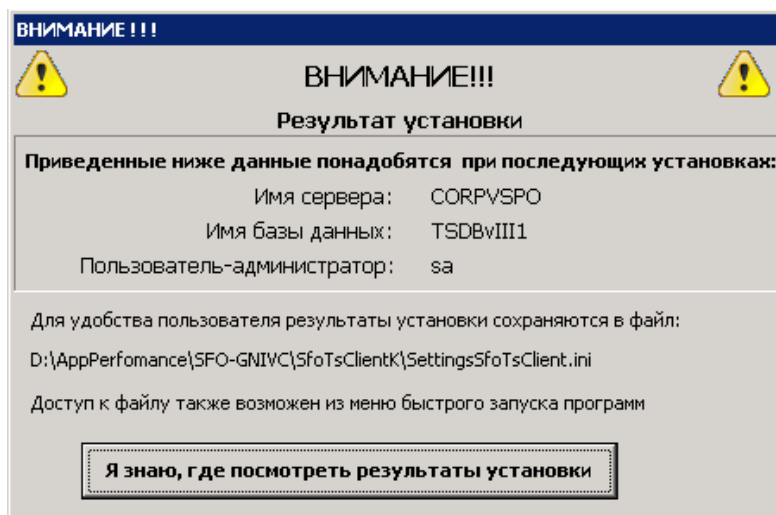 ВНИМАНИЕ !!!
ВНИМАНИЕ!!!
Результат установки
Приведенные ниже данные понадобятся при последующих установках:
Имя сервера: CORPVSPO
Имя базы данных: TSDBvIII1
Пользователь-администратор: sa
Для удобства пользователя результаты установки сохраняются в файл:
D:\AppPerfomance\SFO-GNIVC\SfoTsClientK\SettingsSfoTsClient.ini
Доступ к файлу также возможен из меню быстрого запуска программ
Я знаю, где посмотреть результаты установки